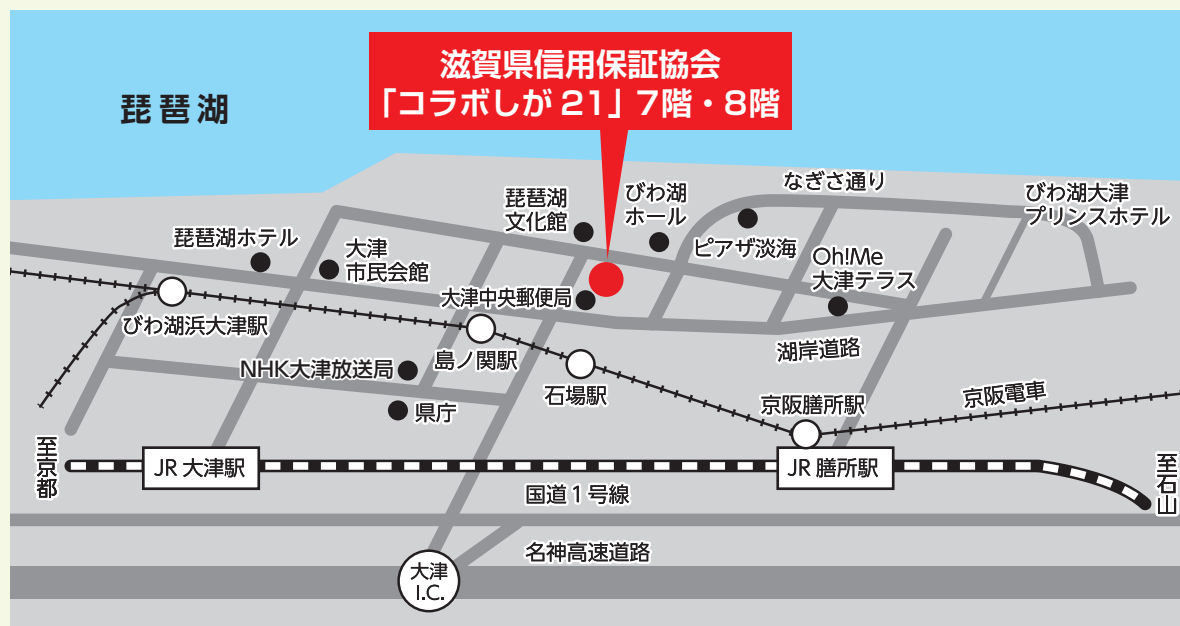 滋賀県信用保証協会
「コラボしが21」7階・8階
琵琶湖
なぎさ通り
びわ湖大津
プリンスホテル
琵琶湖
文化館
びわ湖
ホール
琵琶湖ホテル
大津
市民会館
ピアザ淡海
Oh!Me
大津テラス
大津中央郵便局
びわ湖浜大津駅
島ノ関駅
湖岸道路
NHK大津放送局
石場駅
県庁
京阪膳所駅
京阪電車
至京都
JR 大津駅
JR 膳所駅
至石山
国道1号線
名神高速道路
大津
I.C.